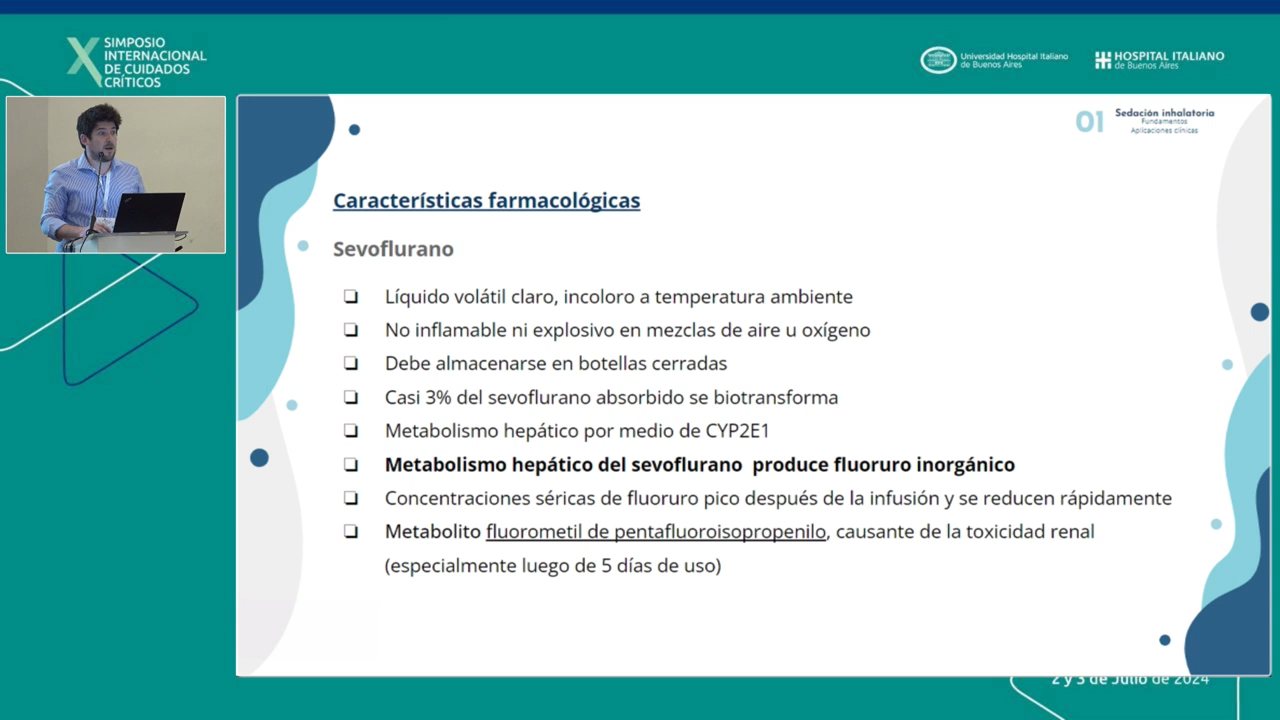 X SIMPOSIO
INTERNACIONAL
DE CUIDADOS
CRÍTICOS
Universidad Hospital Italiano
de Buenos Aires
HOSPITAL ITALIANO
de Buenos Aires
01
Sedación inhalatoria
Fundamentos
Aplicaciones clínicas
Características farmacológicas
Sevoflurano
Líquido volátil claro, incoloro a temperatura ambiente
No inflamable ni explosivo en mezclas de aire u oxígeno
Debe almacenarse en botellas cerradas
Casi 3% del sevoflurano absorbido se biotransforma
Metabolismo hepático por medio de CYP2E1
Metabolismo hepático del sevoflurano produce fluoruro inorgánico
Concentraciones séricas de fluoruro pico después de la infusión y se reducen rápidamente
Metabolito fluorometil de pentafluoroisopropenilo, causante de la toxicidad renal
(especialmente luego de 5 días de uso)
2 y 3 de Julio de 2024